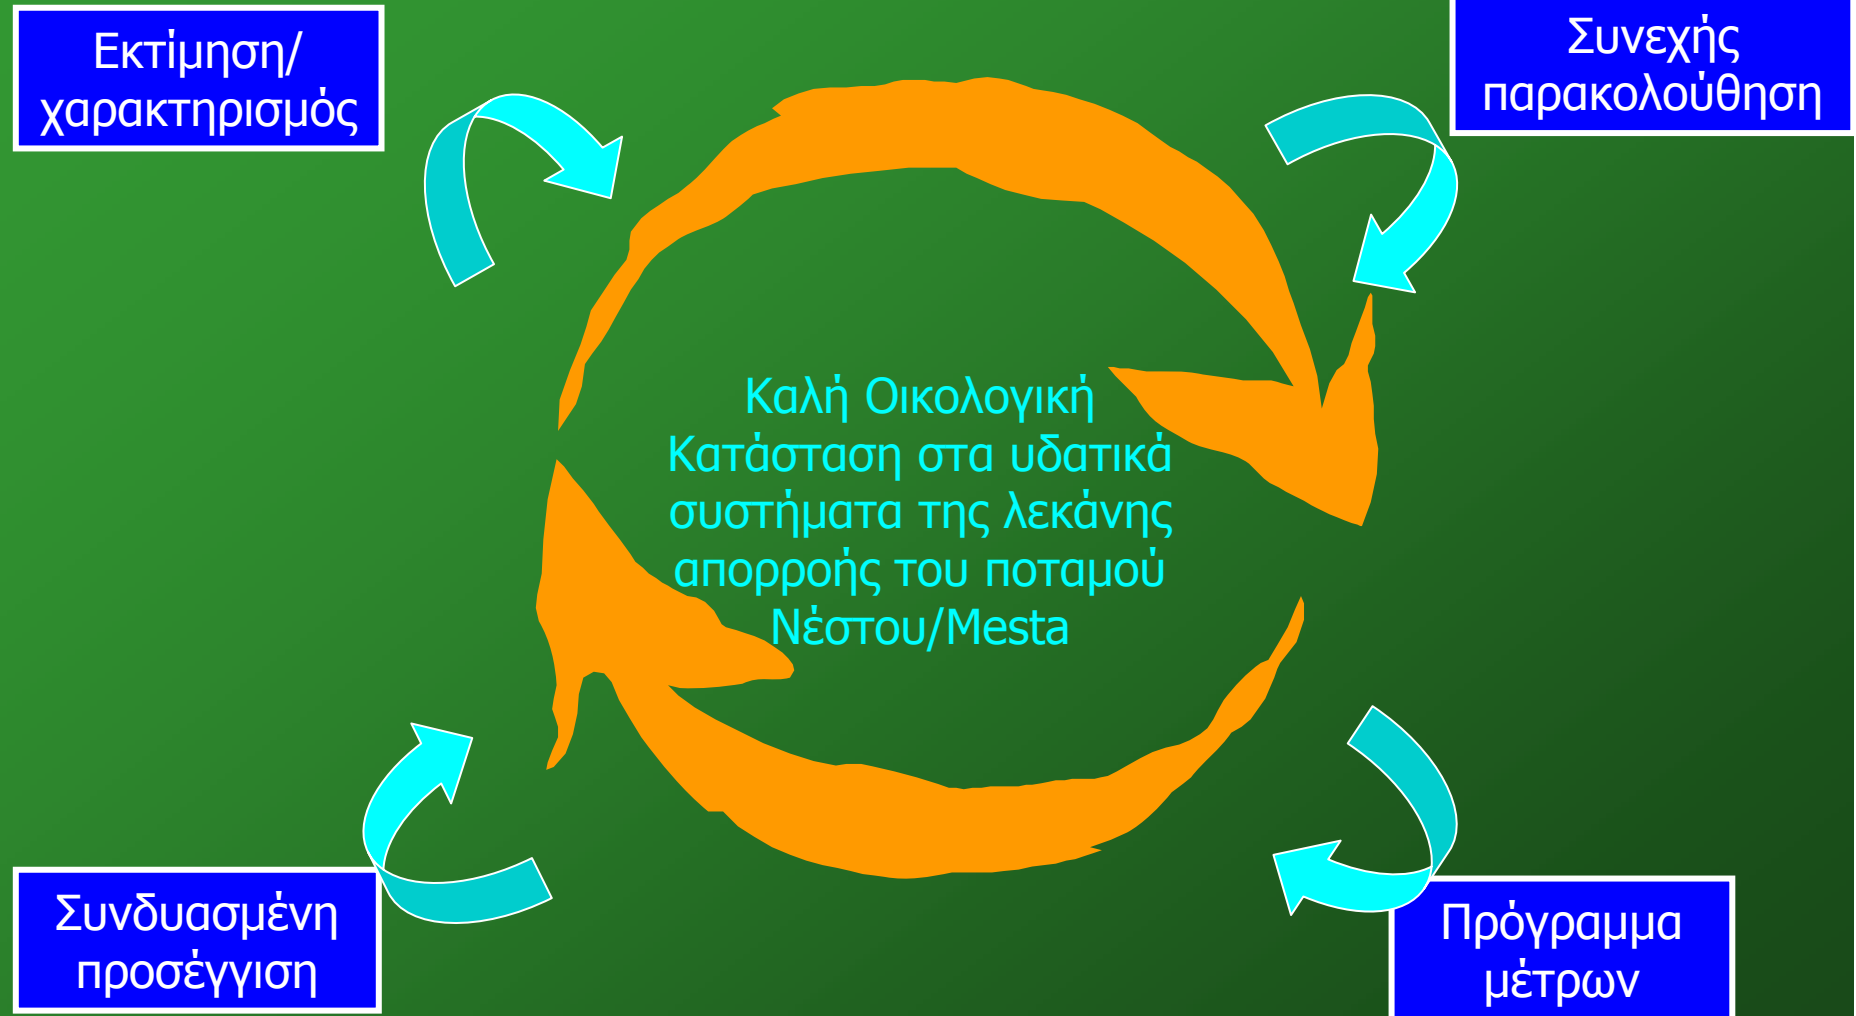 Εκτίμηση/
χαρακτηρισμός
Συνεχής
παρακολούθηση
Καλή Οικολογική
Κατάσταση στα υδατικά
συστήματα της λεκάνης
απορροής του ποταμού
Νέστου/Mesta
Συνδυασμένη
προσέγγιση
Πρόγραμμα
μέτρων